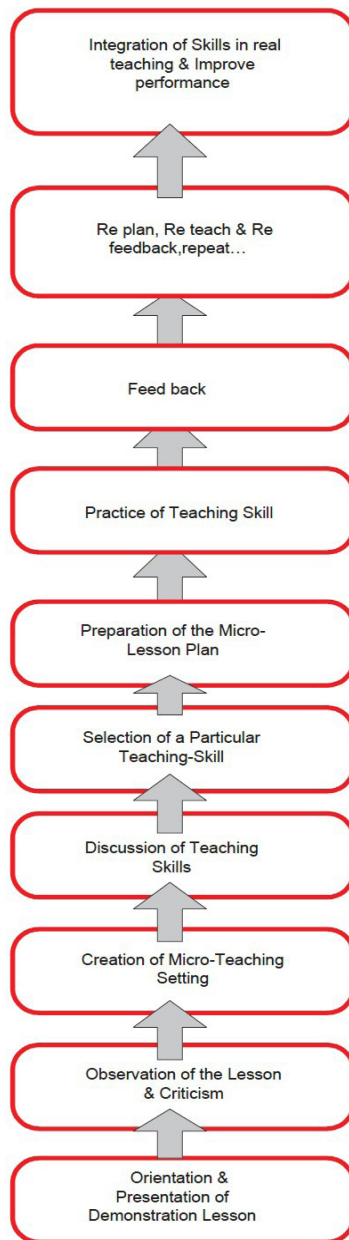 Integration of Skills in real
teaching & Improve
performance
Re plan, Re teach & Re
feedback,repeat…
Feed back
Practice of Teaching Skill
Preparation of the Micro-
Lesson Plan
Selection of a Particular
Teaching-Skill
Discussion of Teaching
Skills
Creation of Micro-Teaching
Setting
Observation of the Lesson
& Criticism
Orientation &
Presentation of
Demonstration Lesson